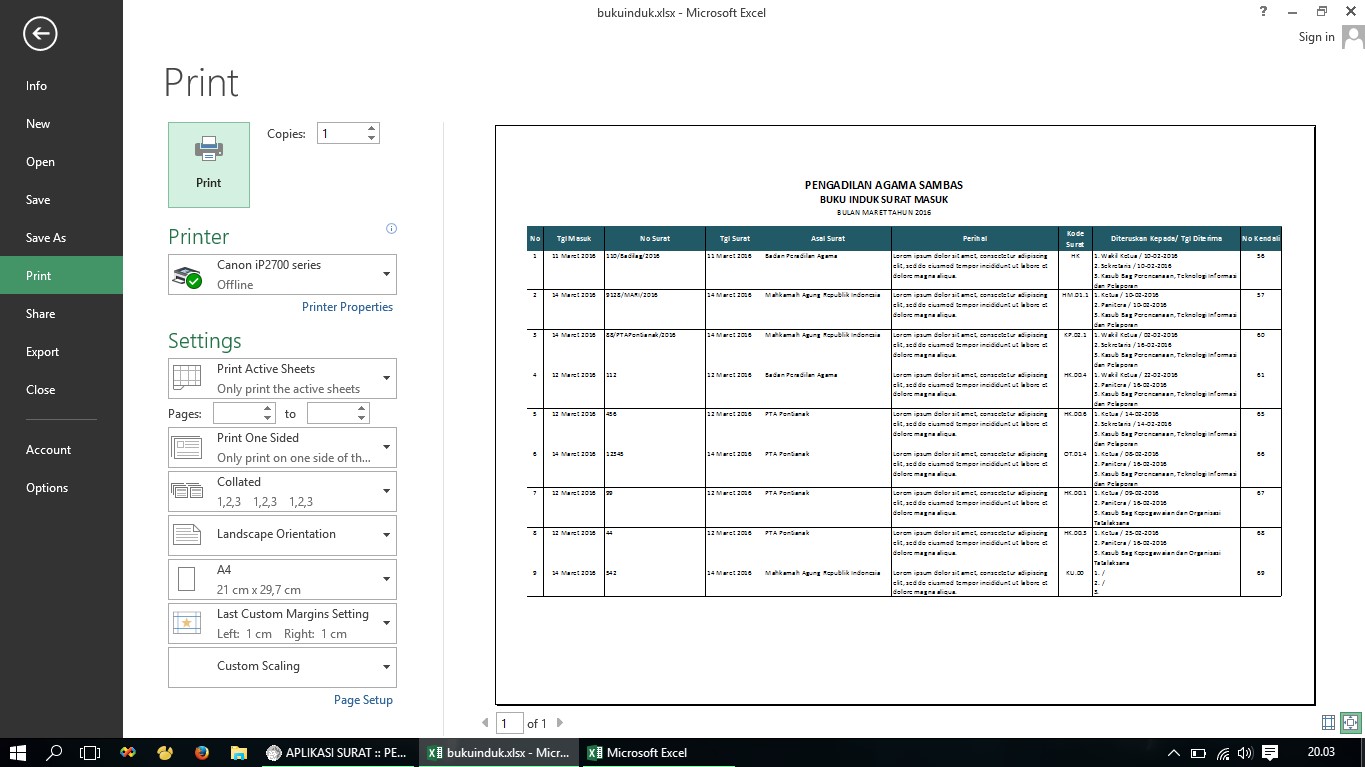 bukuinduk.xlsx - Microsoft Excel
?
Sign in
Info
New
Open
Save
Save As
Print
Share
Export
Close
Account
Options
Print
Print
Copies: 1
Printer
Canon iP2700 series
Offline
Printer Properties
Settings
Print Active Sheets
Only print the active sheets
Pages: to
Print One Sided
Only print on one side of th...
Collated
1,2,3 1,2,3 1,2,3
Landscape Orientation
A4
21 cm x 29,7 cm
Last Custom Margins Setting
Left: 1 cm Right: 1 cm
Custom Scaling
Page Setup
PENGADILAN AGAMA SAMBAS
BUKU INDUK SURAT MASUK
BULAN MARET TAHUN 2016
No Tgl Masuk No Surat Tgl Surat Asal Surat Perihal Kode Surat Diteruskan Kepada/ Tgl Diterima No Kendali
1 11 Maret 2016 110/Badilag/2016 11 Maret 2016 Badan Peradilan Agama Lorem ipsum dolor sit amet, consectetur adipiscing HK 1. Wakil Ketua / 10-02-2016 56
elit, sed do eiusmod tempor incididunt ut labore et 2. Sekretaris / 10-02-2016
dolore magna aliqua. 3. Kasub Bag Perencanaan, Teknologi Informasi
dan Pelaporan
2 14 Maret 2016 9128/MARI/2016 14 Maret 2016 Mahkamah Agung Republik Indonesia Lorem ipsum dolor sit amet, consectetur adipiscing HM.01.1 1. Ketua / 10-02-2016 57
elit, sed do eiusmod tempor incididunt ut labore et 2. Panitera / 10-02-2016
dolore magna aliqua. 3. Kasub Bag Perencanaan, Teknologi Informasi
dan Pelaporan
3 14 Maret 2016 88/PTAPontianak/2016 14 Maret 2016 Mahkamah Agung Republik Indonesia Lorem ipsum dolor sit amet, consectetur adipiscing KP.02.1 1. Wakil Ketua / 02-02-2016 60
elit, sed do eiusmod tempor incididunt ut labore et 2. Sekretaris / 16-02-2016
dolore magna aliqua. 3. Kasub Bag Perencanaan, Teknologi Informasi
dan Pelaporan
4 12 Maret 2016 112 12 Maret 2016 Badan Peradilan Agama Lorem ipsum dolor sit amet, consectetur adipiscing HK.00.4 1. Wakil Ketua / 22-02-2016 61
elit, sed do eiusmod tempor incididunt ut labore et 2. Panitera / 16-02-2016
dolore magna aliqua. 3. Kasub Bag Perencanaan, Teknologi Informasi
dan Pelaporan
5 12 Maret 2016 456 12 Maret 2016 PTA Pontianak Lorem ipsum dolor sit amet, consectetur adipiscing HK.00.6 1. Ketua / 14-02-2016 65
elit, sed do eiusmod tempor incididunt ut labore et 2. Sekretaris / 14-02-2016
dolore magna aliqua. 3. Kasub Bag Perencanaan, Teknologi Informasi
dan Pelaporan
6 14 Maret 2016 12345 14 Maret 2016 PTA Pontianak Lorem ipsum dolor sit amet, consectetur adipiscing OT.01.4 1. Ketua / 08-02-2016 66
elit, sed do eiusmod tempor incididunt ut labore et 2. Panitera / 16-02-2016
dolore magna aliqua. 3. Kasub Bag Perencanaan, Teknologi Informasi
dan Pelaporan
7 12 Maret 2016 99 12 Maret 2016 PTA Pontianak Lorem ipsum dolor sit amet, consectetur adipiscing HK.00.1 1. Ketua / 09-02-2016 67
elit, sed do eiusmod tempor incididunt ut labore et 2. Panitera / 16-02-2016
dolore magna aliqua. 3. Kasub Bag Kepegawaian dan Organisasi
Tatalaksana
8 12 Maret 2016 44 12 Maret 2016 PTA Pontianak Lorem ipsum dolor sit amet, consectetur adipiscing HK.00.3 1. Ketua / 23-02-2016 68
elit, sed do eiusmod tempor incididunt ut labore et 2. Panitera / 16-02-2016
dolore magna aliqua. 3. Kasub Bag Kepegawaian dan Organisasi
Tatalaksana
9 14 Maret 2016 542 14 Maret 2016 Mahkamah Agung Republik Indonesia Lorem ipsum dolor sit amet, consectetur adipiscing KU.00 1. / 69
elit, sed do eiusmod tempor incididunt ut labore et 2. /
dolore magna aliqua. 3.
1 of 1
APLIKASI SURAT :: PE...
bukuinduk.xlsx - Micr...
Microsoft Excel
20.03